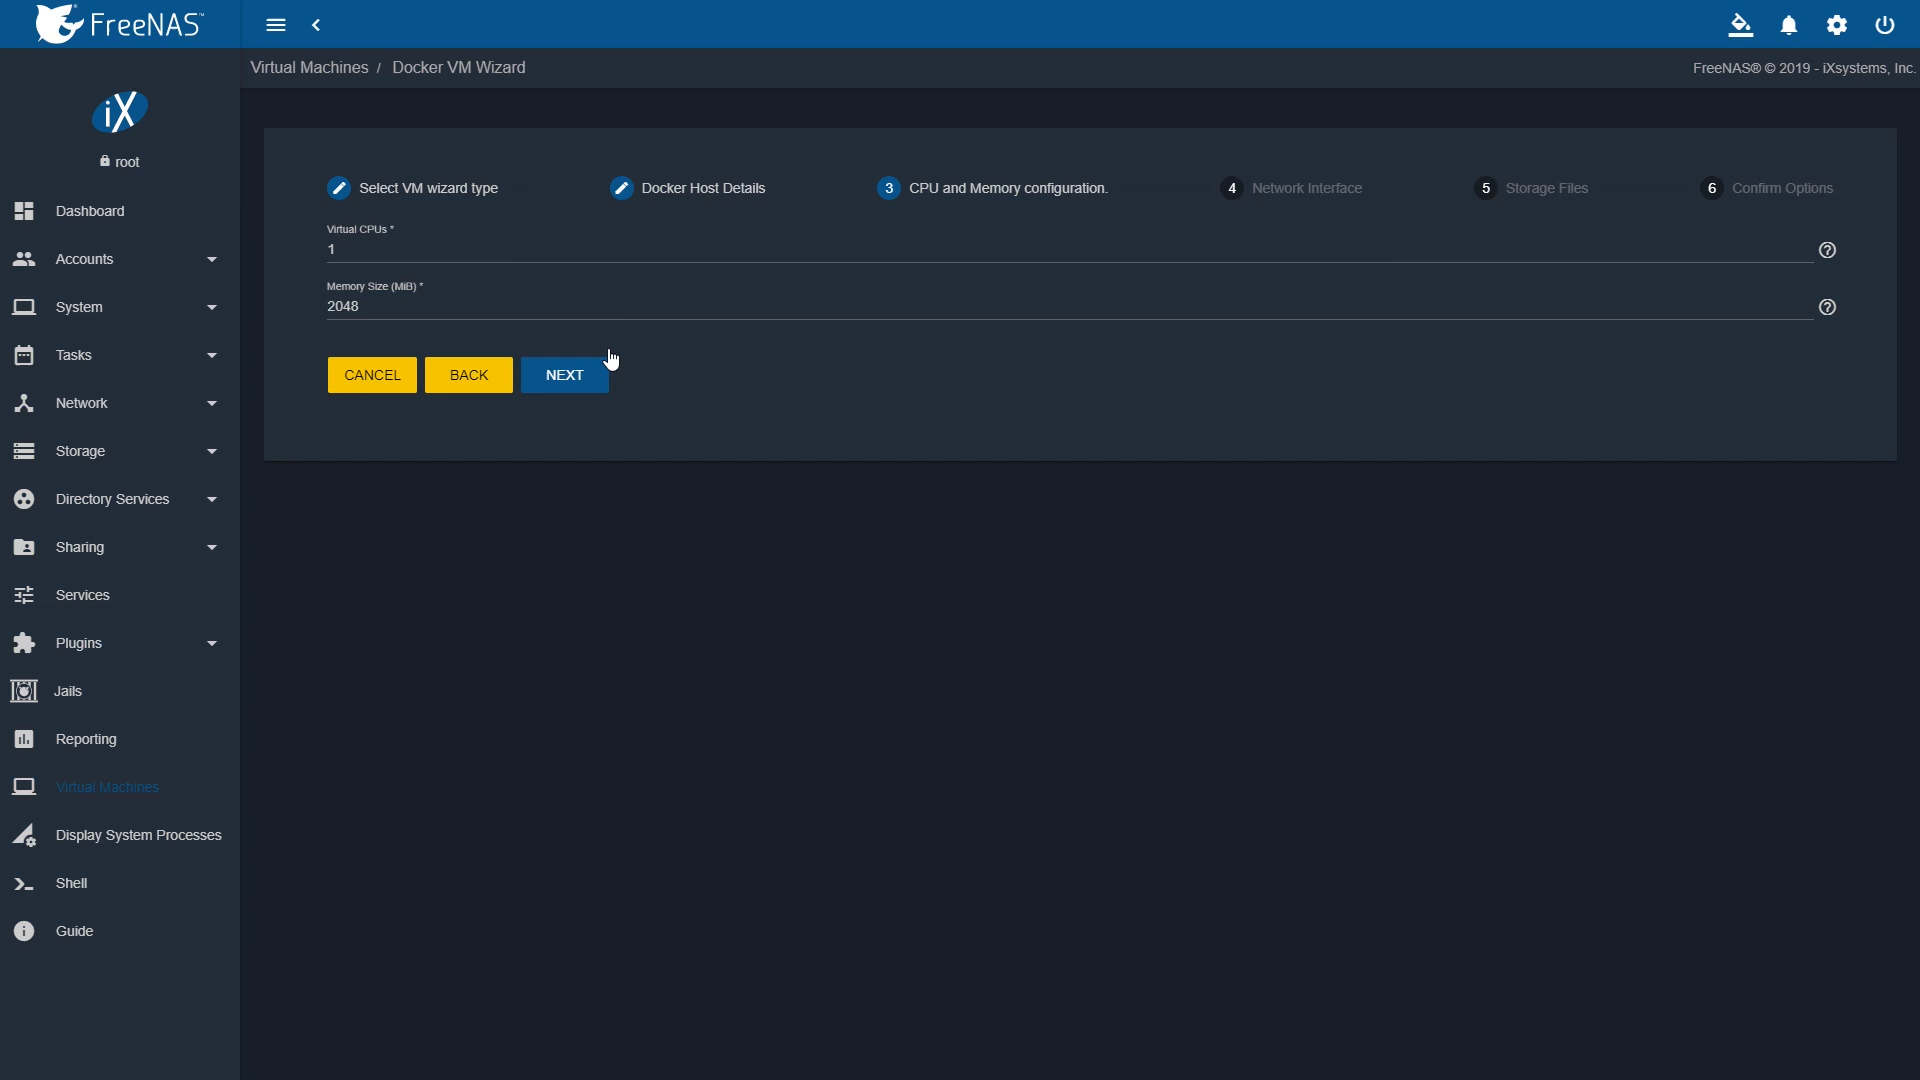 FreeNAS™
Virtual Machines / Docker VM Wizard
FreeNAS® © 2019 - iXsystems, Inc.
iX
root
Dashboard
Accounts
System
Tasks
Network
Storage
Directory Services
Sharing
Services
Plugins
Jails
Reporting
Virtual Machines
Display System Processes
Shell
Guide
Select VM wizard type
Docker Host Details
3 CPU and Memory configuration.
4 Network Interface
5 Storage Files
6 Confirm Options
Virtual CPUs *
1
Memory Size (MiB) *
2048
CANCEL
BACK
NEXT